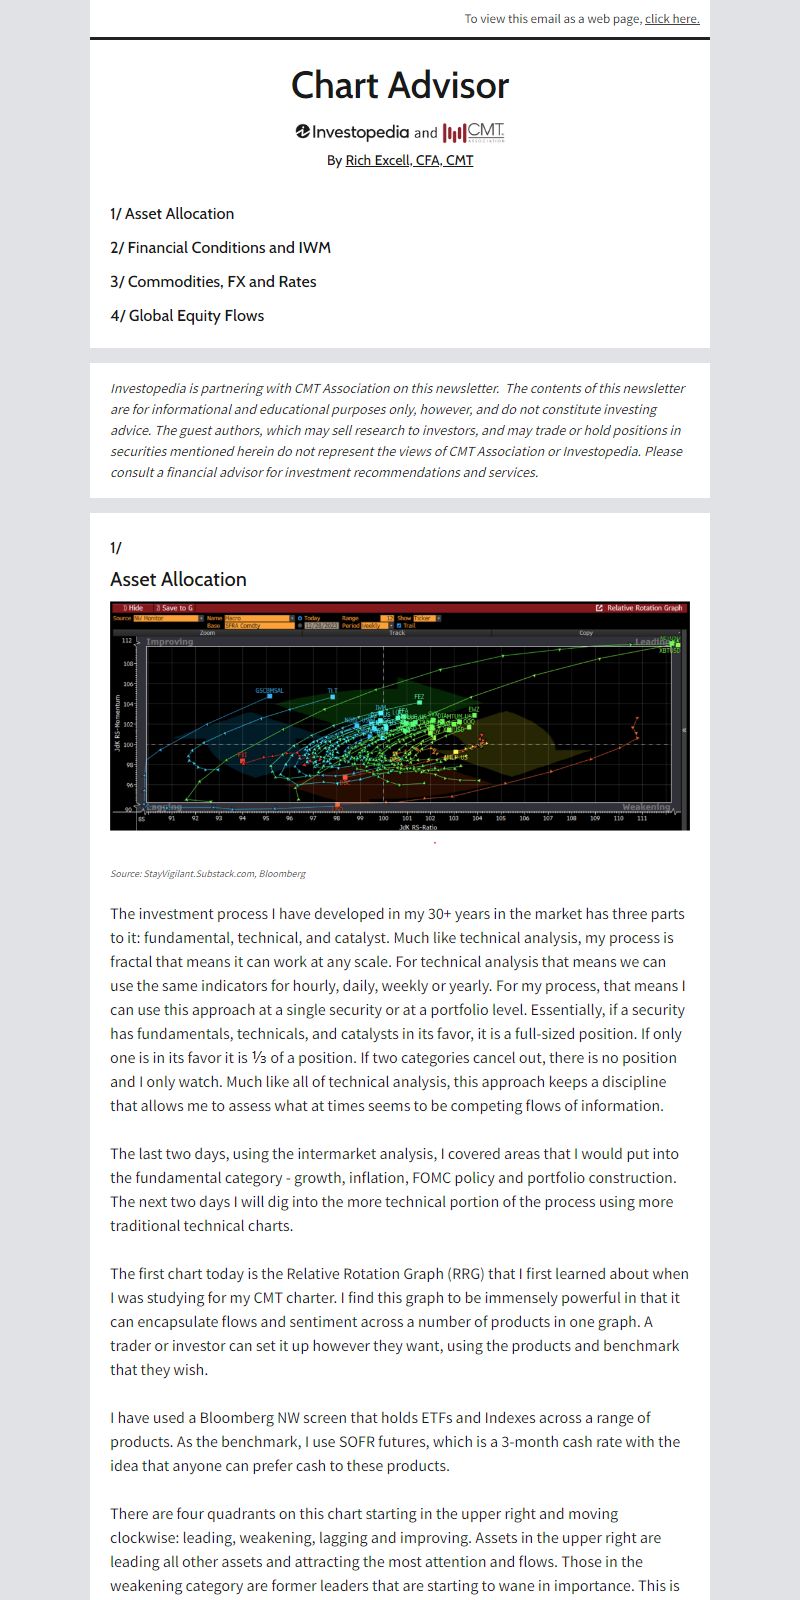 To view this email as a web page, click here.
Chart Advisor
Investopedia and CMT ASSOCIATION
By Rich Excell, CFA, CMT
1/ Asset Allocation
2/ Financial Conditions and IWM
3/ Commodities, FX and Rates
4/ Global Equity Flows
Investopedia is partnering with CMT Association on this newsletter. The contents of this newsletter
are for informational and educational purposes only, however, and do not constitute investing
advice. The guest authors, which may sell research to investors, and may trade or hold positions in
securities mentioned herein do not represent the views of CMT Association or Investopedia. Please
consult a financial advisor for investment recommendations and services.
1/
Asset Allocation
Hide Save to G Relative Rotation Graph
Source NW Monitor Name Macro Today Range Show Ticker
Base SFRA Comdty Period Weekly Trail
Zoom Track Copy
112 Improving Leading
XBTUSD
108
106 GSCBMSAL TLT
104 FEZ
EWZ
102
100
98
96
90 Lagging Weakening
85 91 92 93 94 95 96 97 98 99 100 101 102 103 104 107 108 109 110 111
JdK RS-Momentum
JdK RS-Ratio
Source: StayVigilant.Substack.com, Bloomberg
The investment process I have developed in my 30+ years in the market has three parts
to it: fundamental, technical, and catalyst. Much like technical analysis, my process is
fractal that means it can work at any scale. For technical analysis that means we can
use the same indicators for hourly, daily, weekly or yearly. For my process, that means I
can use this approach at a single security or at a portfolio level. Essentially, if a security
has fundamentals, technicals, and catalysts in its favor, it is a full-sized position. If only
one is in its favor it is ⅓ of a position. If two categories cancel out, there is no position
and I only watch. Much like all of technical analysis, this approach keeps a discipline
that allows me to assess what at times seems to be competing flows of information.
The last two days, using the intermarket analysis, I covered areas that I would put into
the fundamental category - growth, inflation, FOMC policy and portfolio construction.
The next two days I will dig into the more technical portion of the process using more
traditional technical charts.
The first chart today is the Relative Rotation Graph (RRG) that I first learned about when
I was studying for my CMT charter. I find this graph to be immensely powerful in that it
can encapsulate flows and sentiment across a number of products in one graph. A
trader or investor can set it up however they want, using the products and benchmark
that they wish.
I have used a Bloomberg NW screen that holds ETFs and Indexes across a range of
products. As the benchmark, I use SOFR futures, which is a 3-month cash rate with the
idea that anyone can prefer cash to these products.
There are four quadrants on this chart starting in the upper right and moving
clockwise: leading, weakening, lagging and improving. Assets in the upper right are
leading all other assets and attracting the most attention and flows. Those in the
weakening category are former leaders that are starting to wane in importance. This is